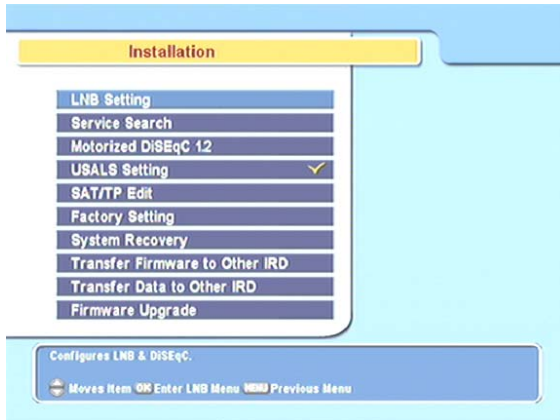 Installation
LNB Setting
Service Search
Motorized DiSEqC 1.2
USALS Setting
SAT/TP Edit
Factory Setting
System Recovery
Transfer Firmware to Other IRD
Transfer Data to Other IRD
Firmware Upgrade
Configures LNB & DiSEqC.
Moves Item OK Enter LNB Menu MENU Previous Menu